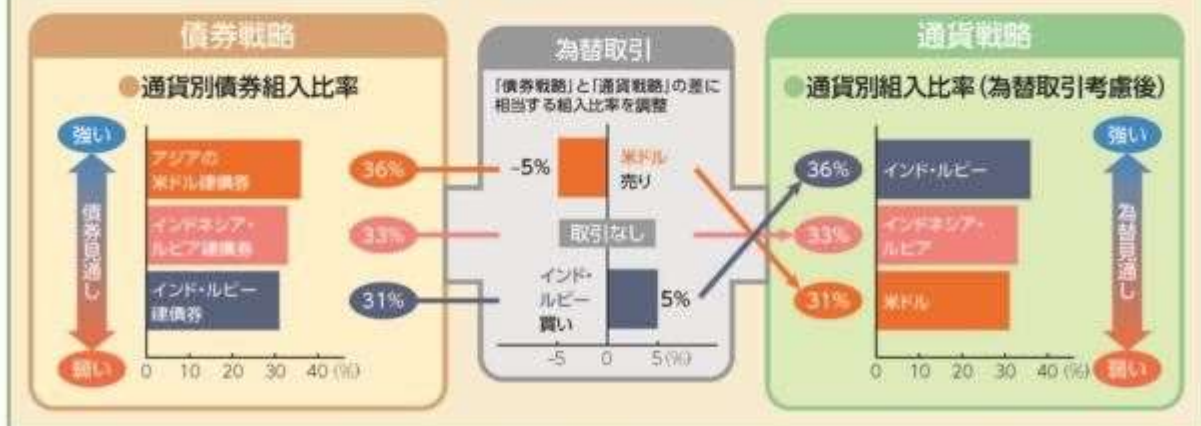 債券戦略
●通貨別債券組入比率
強い
債券見通し
弱い
アジアの
米ドル建債券
インドネシア・
ルピア建債券
インド・ルピー
建債券
0 10 20 30 40 (%)
36%
33%
31%
為替取引
「債券戦略」と「通貨戦略」の差に
相当する組入比率を調整
-5%
米ドル
売り
取引なし
インド・
ルピー
買い
5%
-5 0 5 (%)
通貨戦略
●通貨別組入比率(為替取引考慮後)
36%
33%
31%
インド・ルピー
インドネシア・
ルピア
米ドル
0 10 20 30 40 (%)
強い
為替見通し
弱い